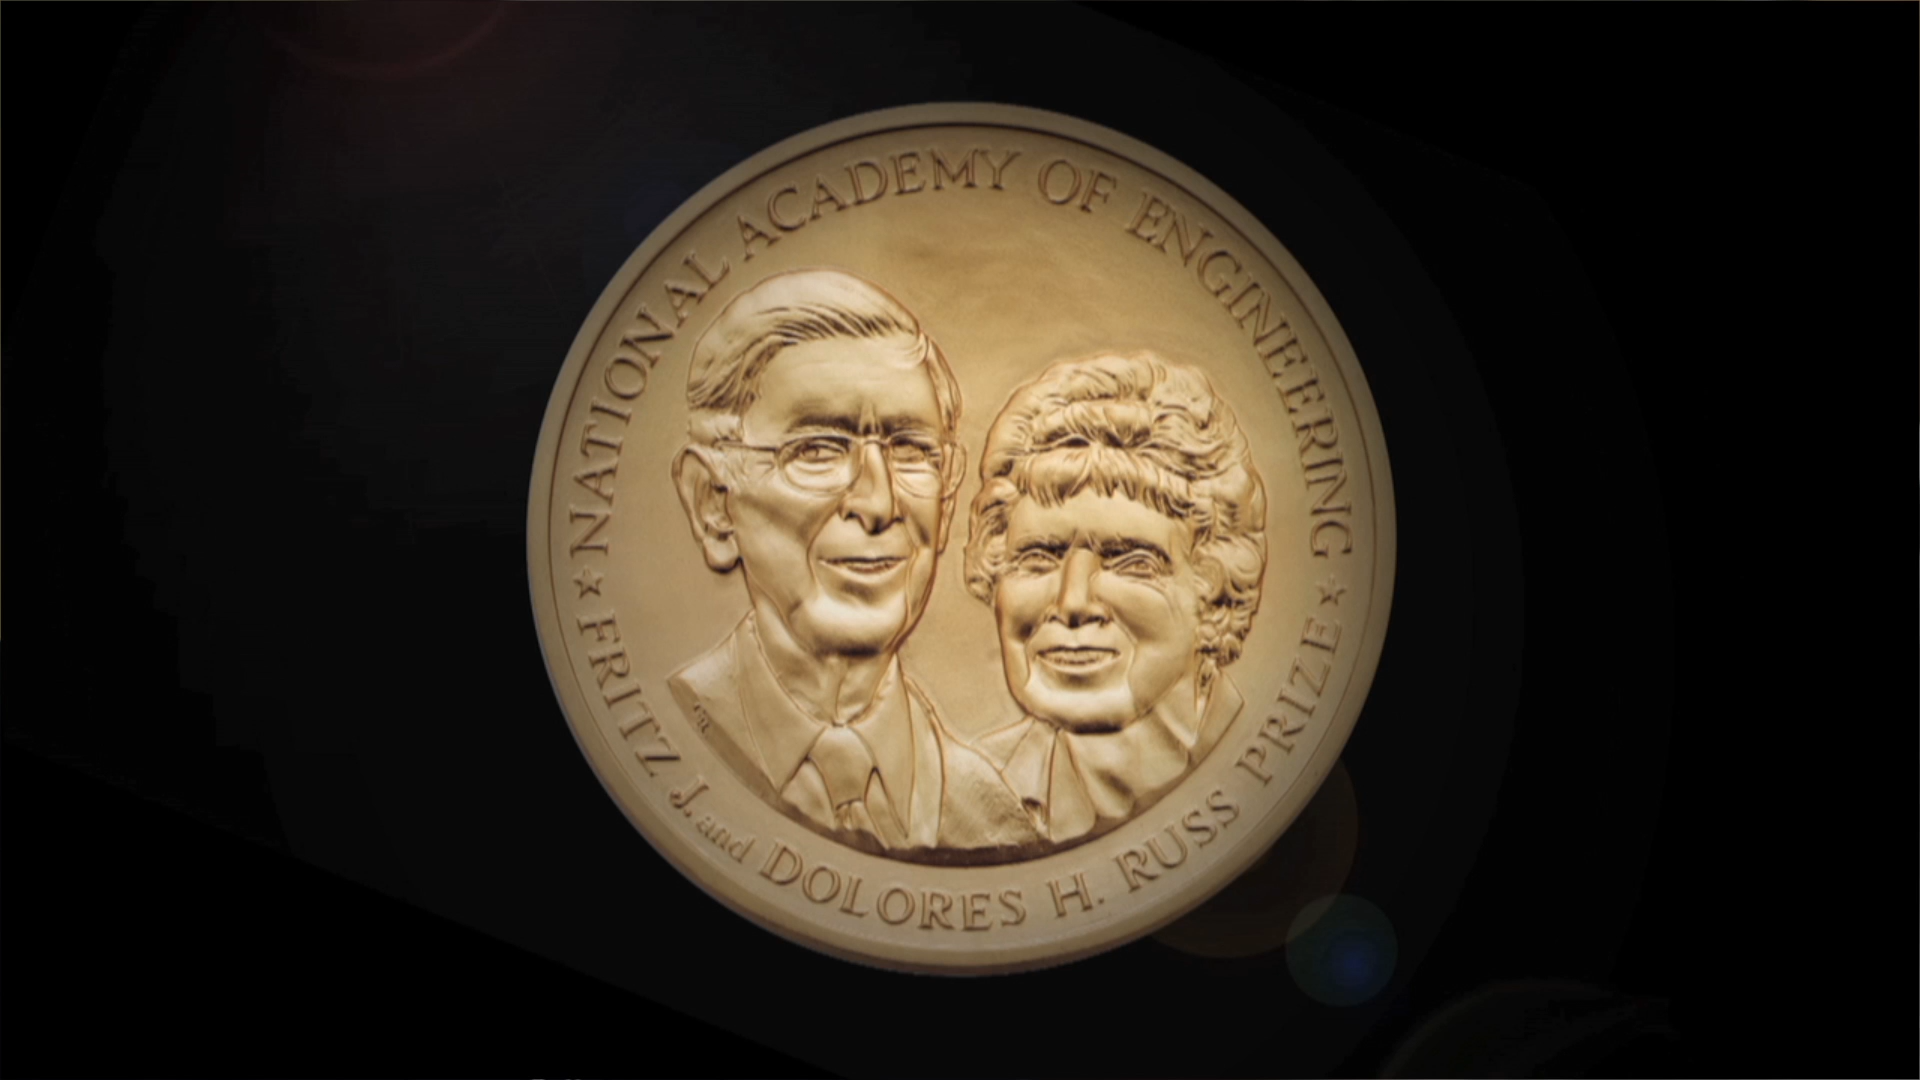 ★ NATIONAL ACADEMY OF ENGINEERING ★
FRITZ J. and DOLORES H. RUSS PRIZE